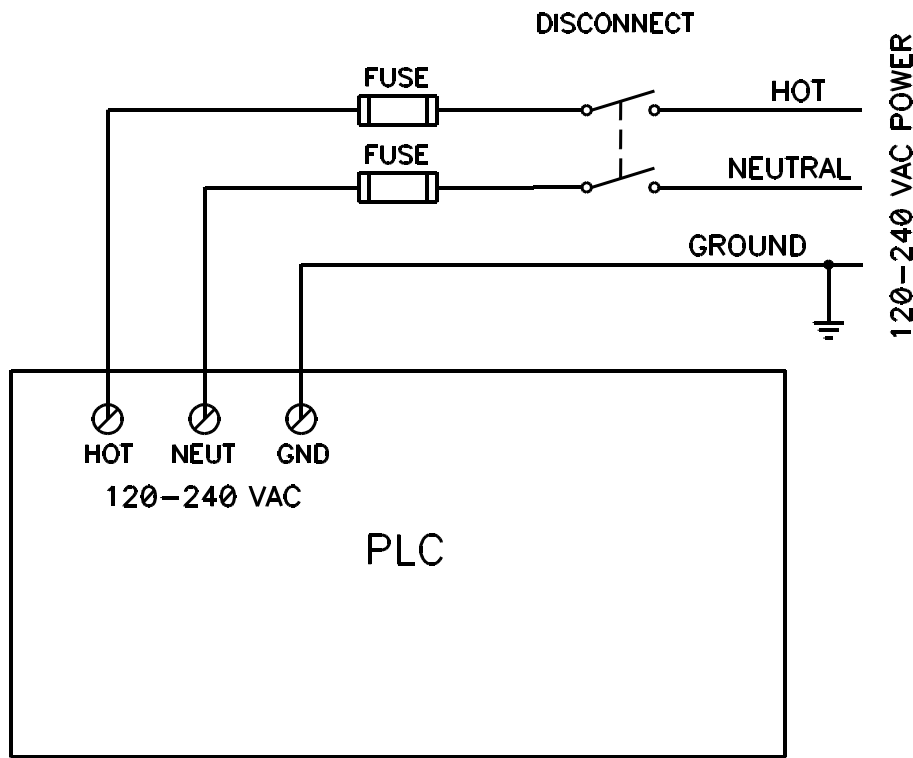 DISCONNECT
FUSE
HOT
FUSE
NEUTRAL
GROUND
120-240 VAC POWER
HOT NEUT GND
120-240 VAC
PLC